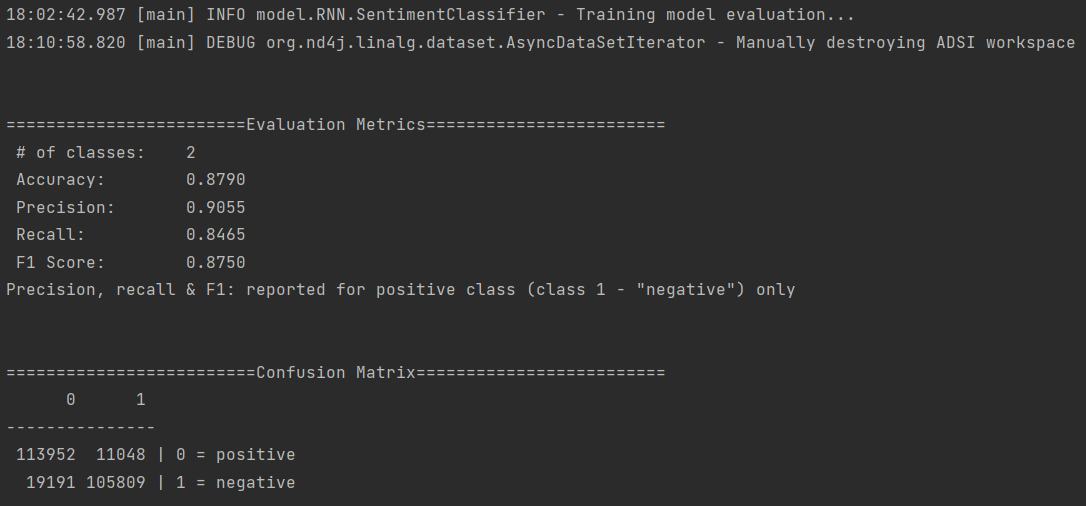 18:02:42.987 [main] INFO model.RNN.SentimentClassifier - Training model evaluation...
18:10:58.820 [main] DEBUG org.nd4j.linalg.dataset.AsyncDataSetIterator - Manually destroying ADSI workspace
========================Evaluation Metrics========================
# of classes:    2
Accuracy:        0.8790
Precision:       0.9055
Recall:          0.8465
F1 Score:        0.8750
Precision, recall & F1: reported for positive class (class 1 - "negative") only
=========================Confusion Matrix=========================
      0      1
---------------
 113952  11048 | 0 = positive
  19191 105809 | 1 = negative